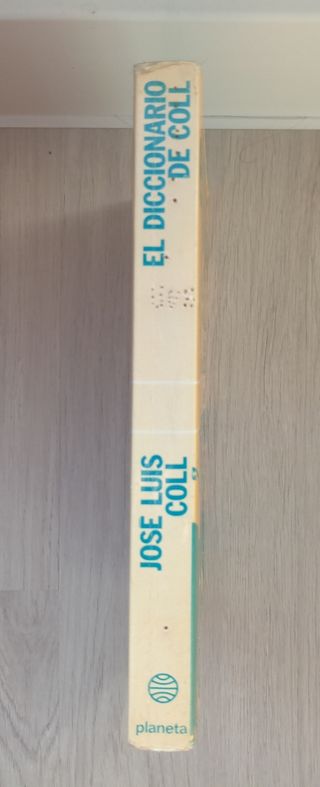 EL DICCIONARIO
DE COLL
JOSE LUIS
COLL
planeta